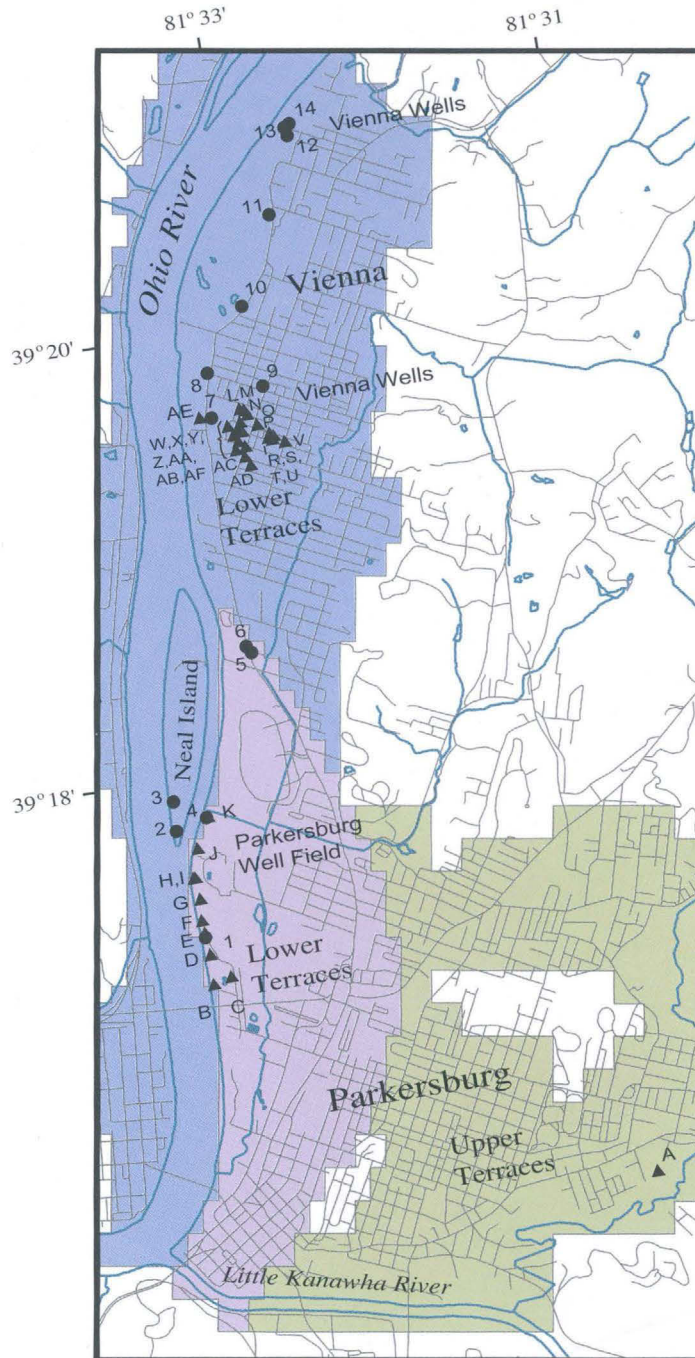 81° 33'
81° 31'
14
13
Vienna Wells
12
11
Ohio River
Vienna
10
39° 20'
8
9
Vienna Wells
7
L M
AE
N
O
P
V
W,X,Y,
Z,AA,
AB,AF
AC
AD
R,S,
T,U
Lower
Terraces
6
5
Neal Island
39° 18'
3
4
K
2
Parkersburg
Well Field
J
H,I
G
F
E
1
D
Lower
Terraces
B
C
Parkersburg
Upper
Terraces
A
Little Kanawha River